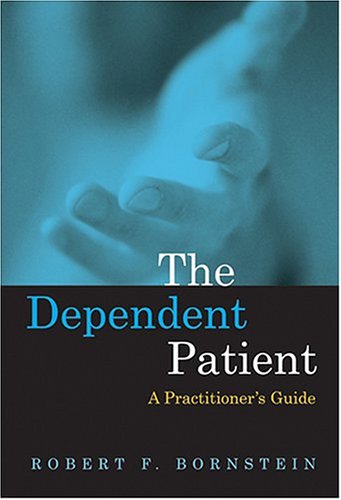 The
Dependent
Patient
A Practitioner's Guide
ROBERT F. BORNSTEIN